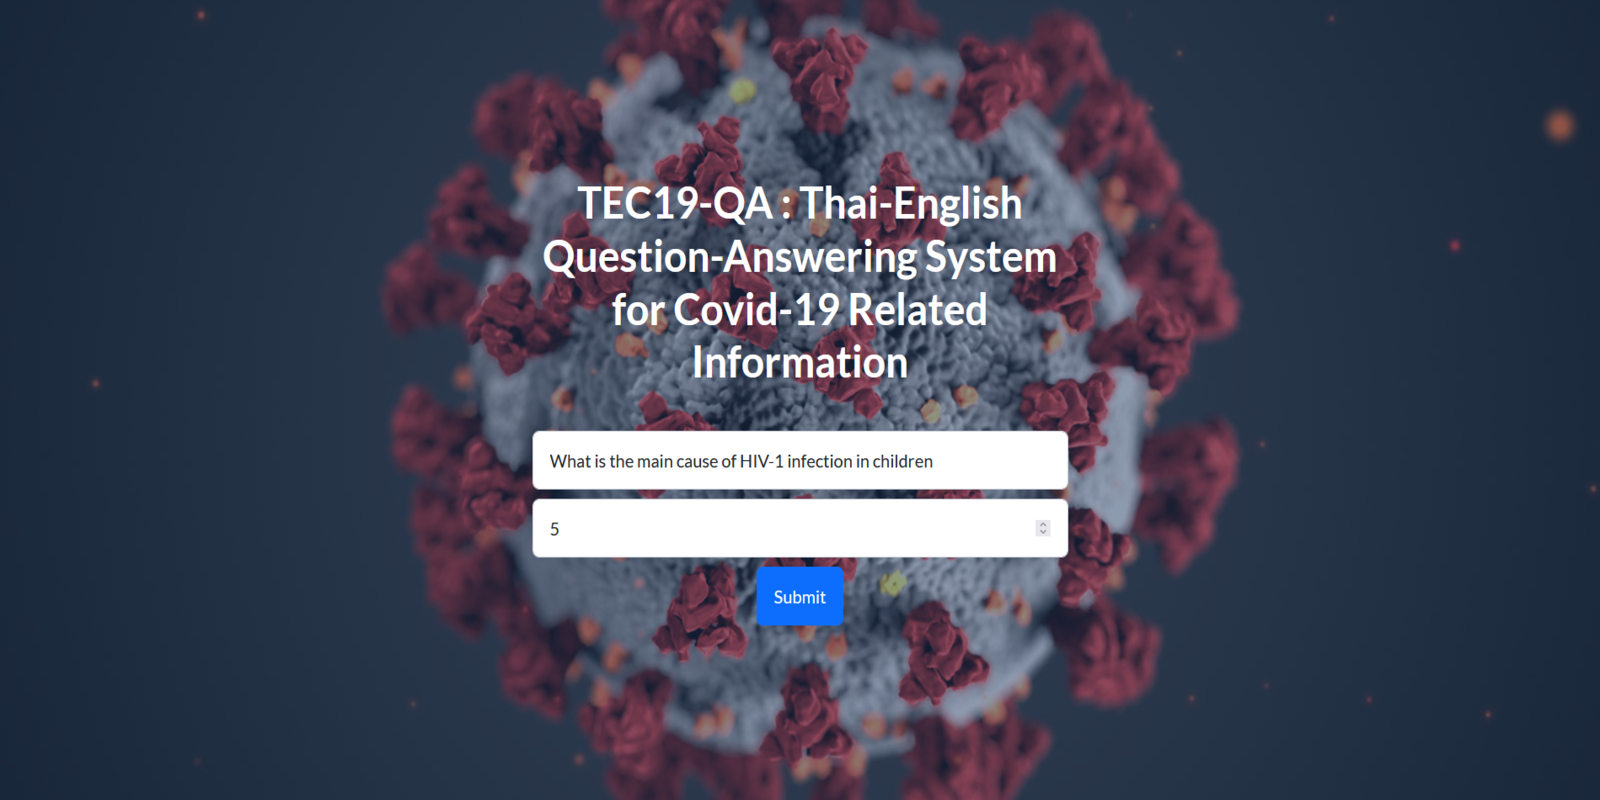 TEC19-QA : Thai-English
Question-Answering System
for Covid-19 Related
Information
What is the main cause of HIV-1 infection in children
5
Submit